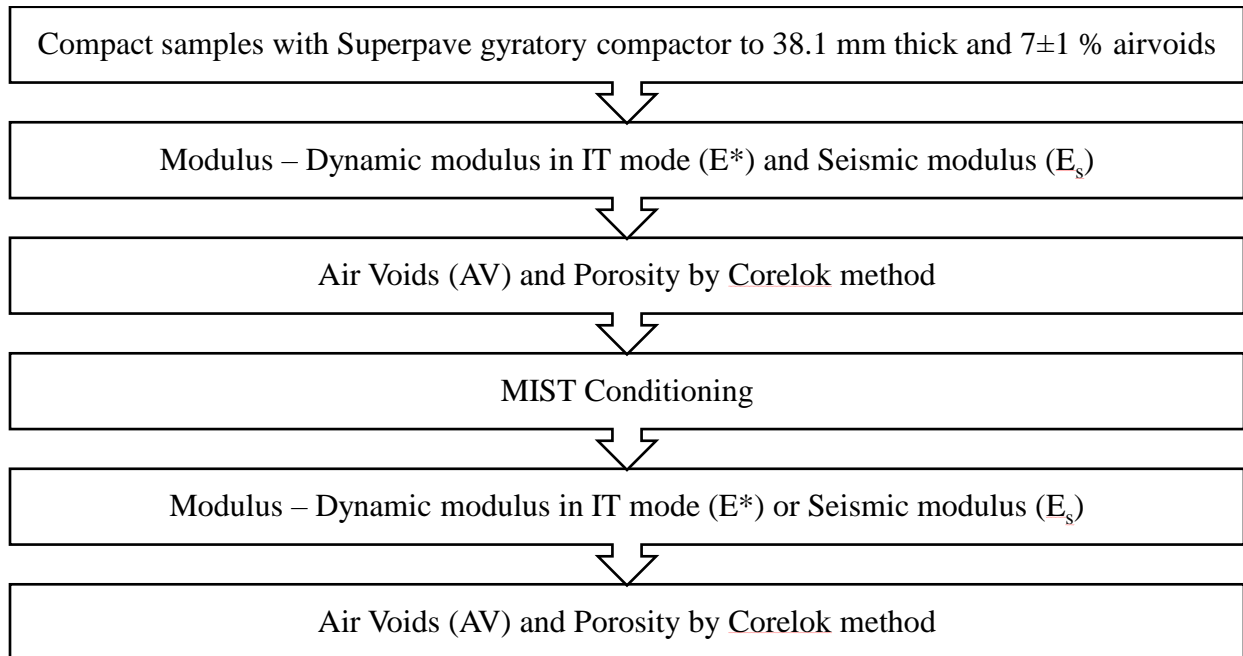 Compact samples with Superpave gyratory compactor to 38.1 mm thick and 7±1 % airvoids
Modulus – Dynamic modulus in IT mode (E*) and Seismic modulus (Es)
Air Voids (AV) and Porosity by Corelok method
MIST Conditioning
Modulus – Dynamic modulus in IT mode (E*) or Seismic modulus (Es)
Air Voids (AV) and Porosity by Corelok method